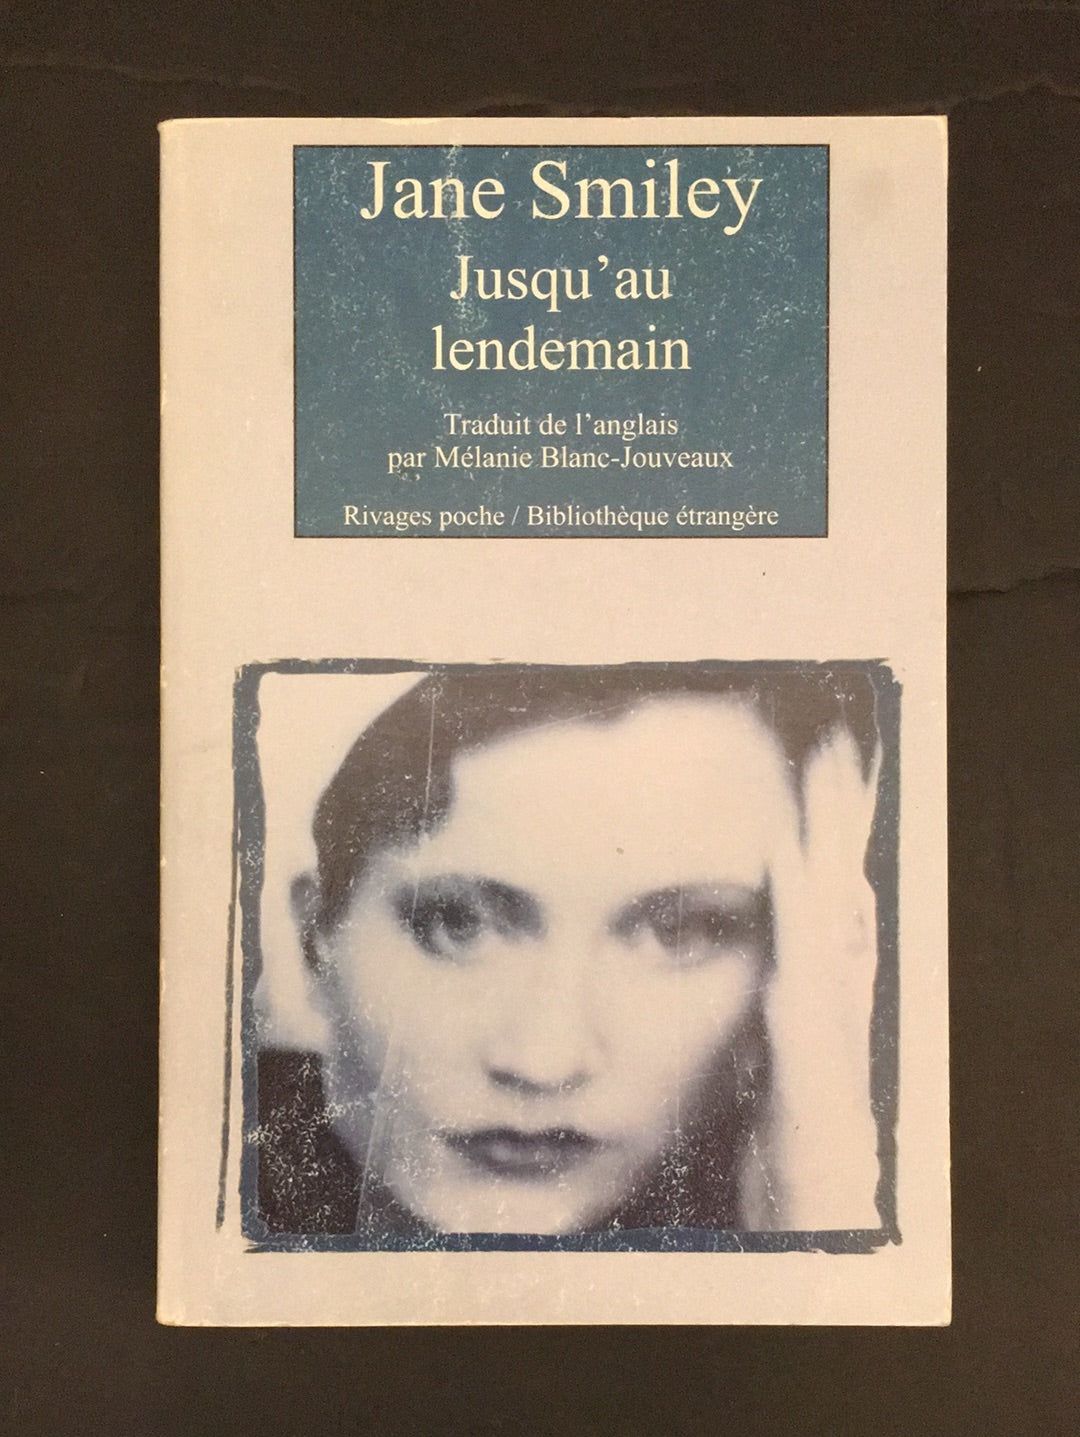 Jane Smiley
Jusqu'au
lendemain
Traduit de l'anglais
par Mélanie Blanc-Jouveaux
Rivages poche / Bibliothèque étrangère